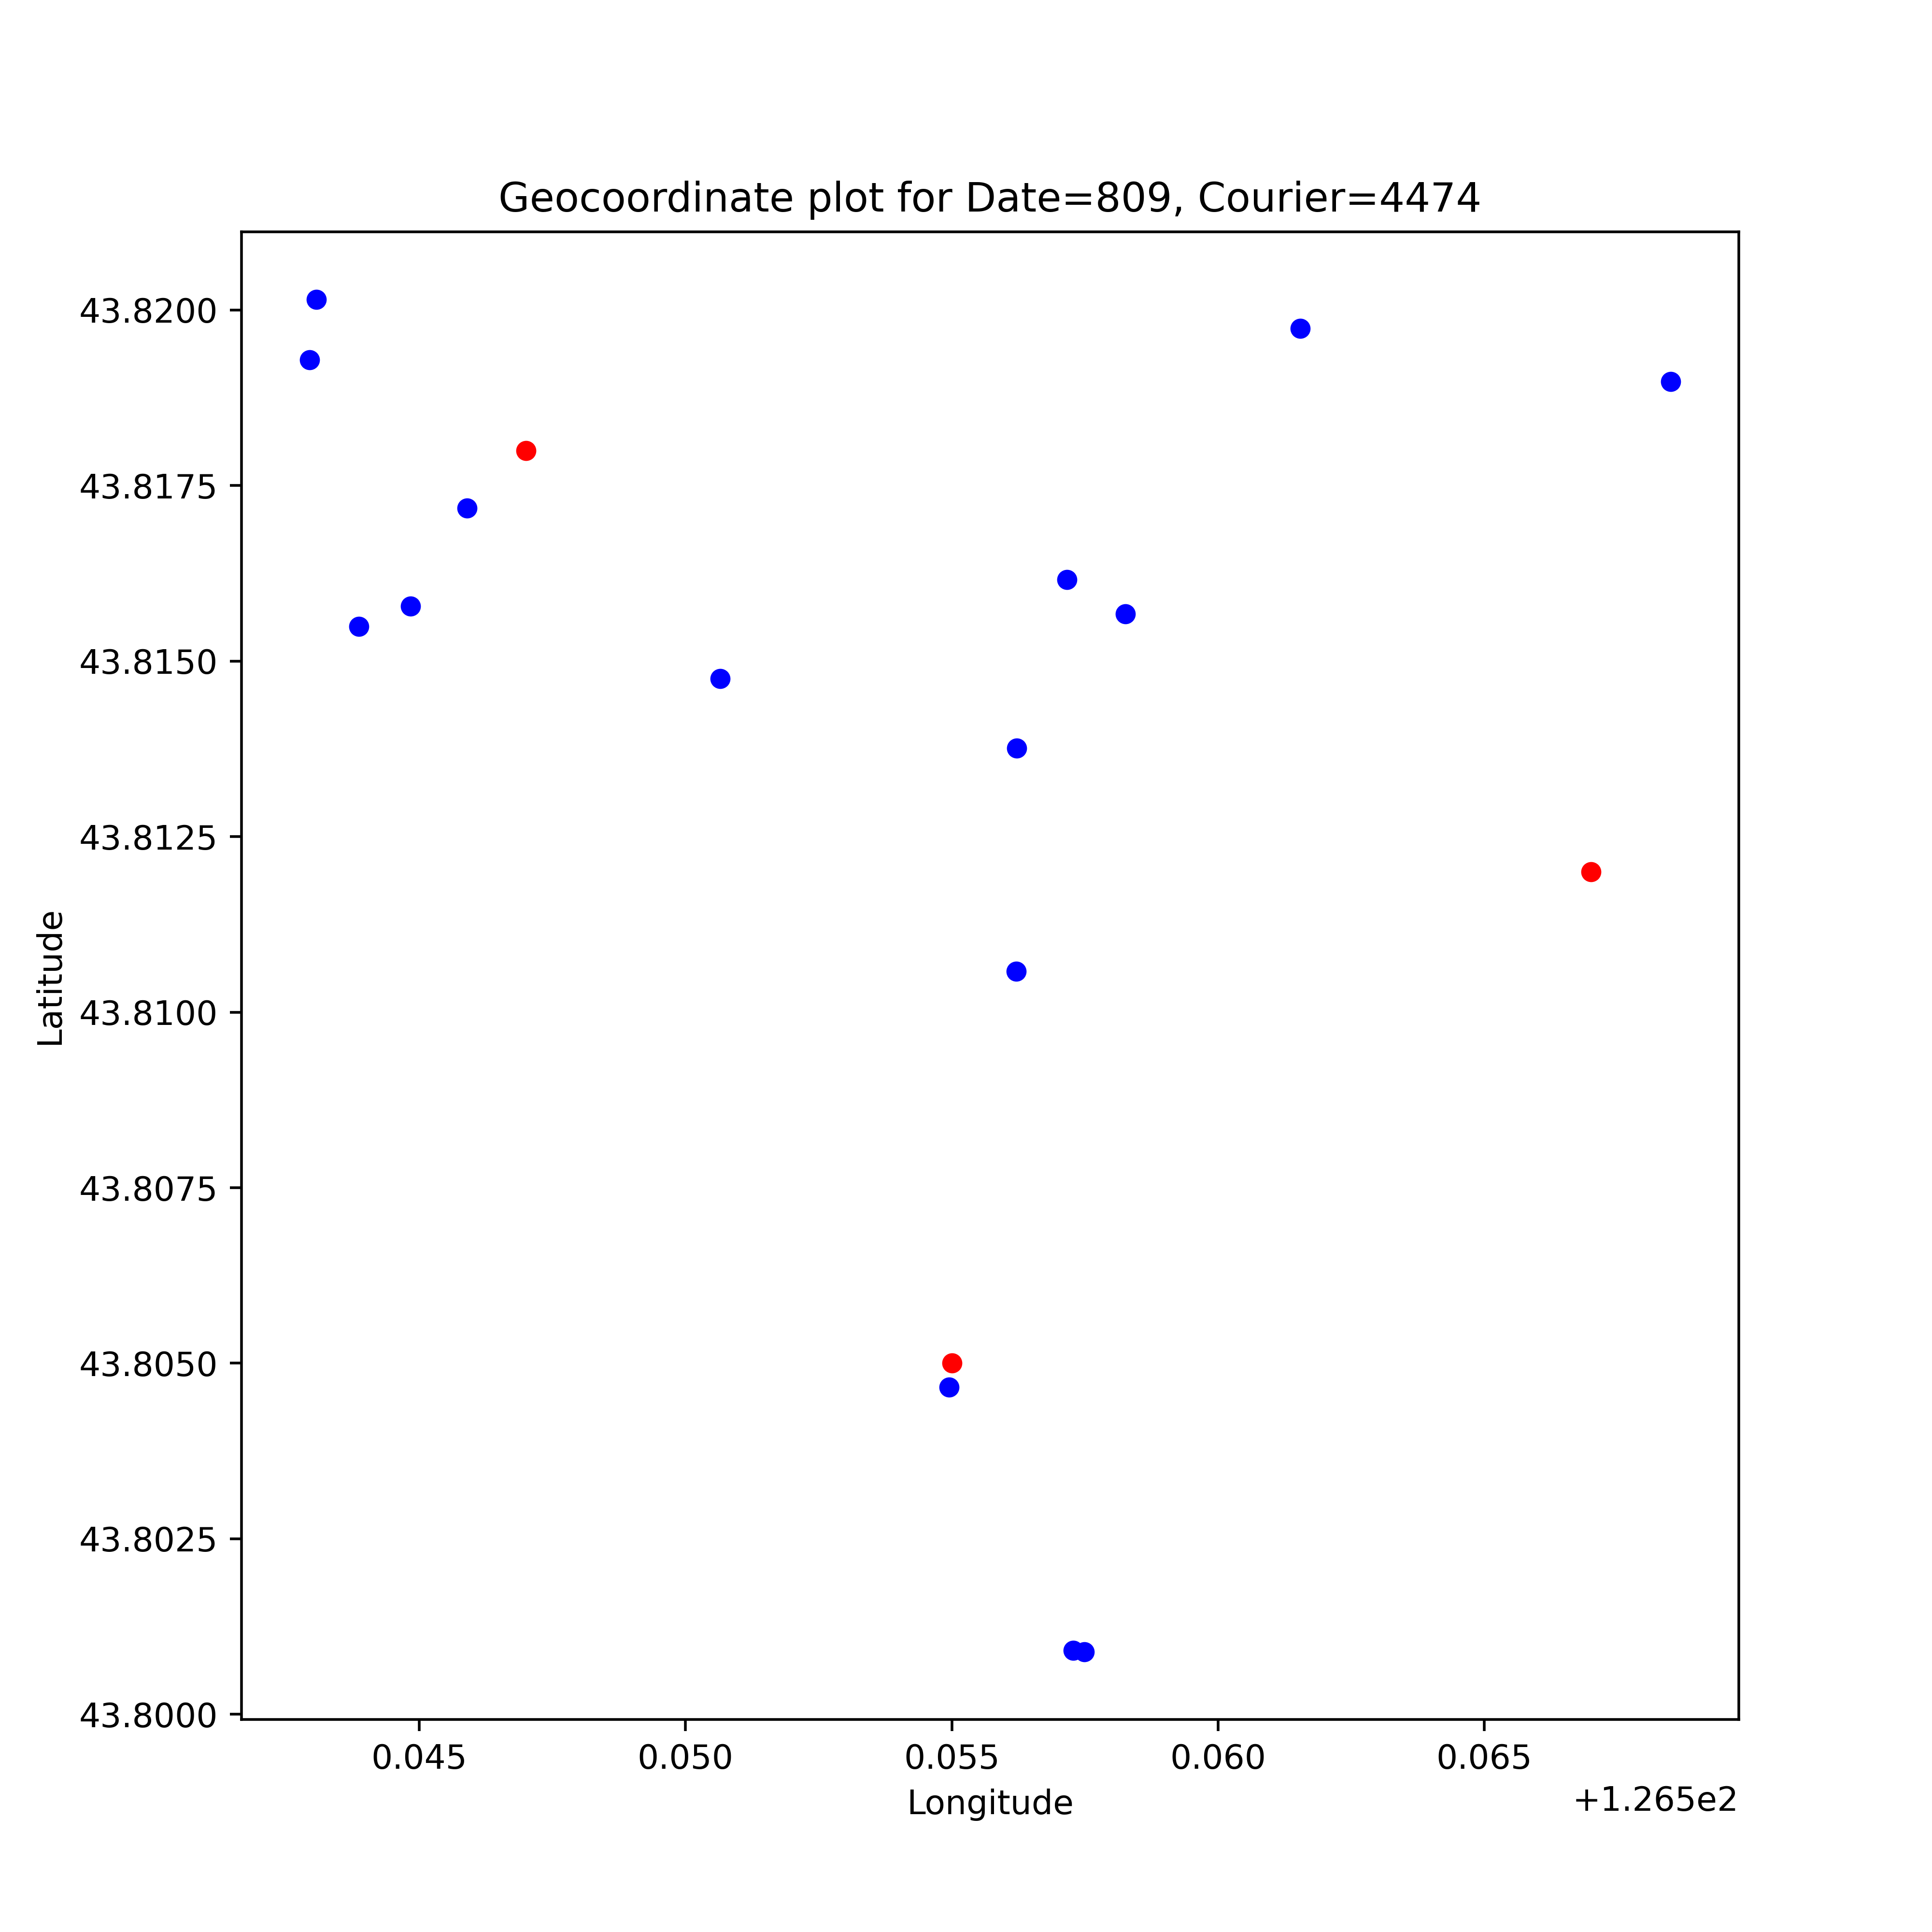 Geocoordinate plot for Date=809, Courier=4474
43.8200
43.8175
43.8150
43.8125
43.8100
43.8075
43.8050
43.8025
43.8000
Latitude
0.045 0.050 0.055 0.060 0.065
Longitude
+1.265e2